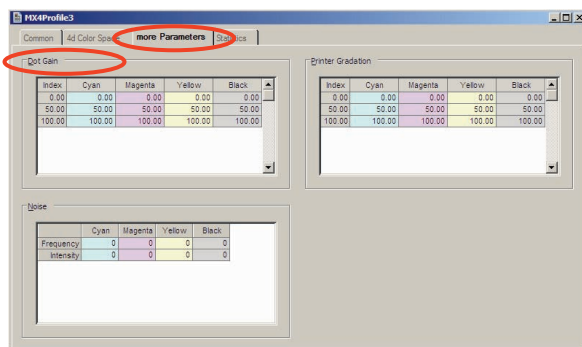 MX4Profile3
Common 4d Color Space more Parameters Statistics
Dot Gain
Index Cyan Magenta Yellow Black
0.00 0.00 0.00 0.00 0.00
50.00 50.00 50.00 50.00 50.00
100.00 100.00 100.00 100.00 100.00
Printer Gradation
Index Cyan Magenta Yellow Black
0.00 0.00 0.00 0.00 0.00
50.00 50.00 50.00 50.00 50.00
100.00 100.00 100.00 100.00 100.00
Noise
Cyan Magenta Yellow Black
Frequency 0 0 0 0
Intensity 0 0 0 0